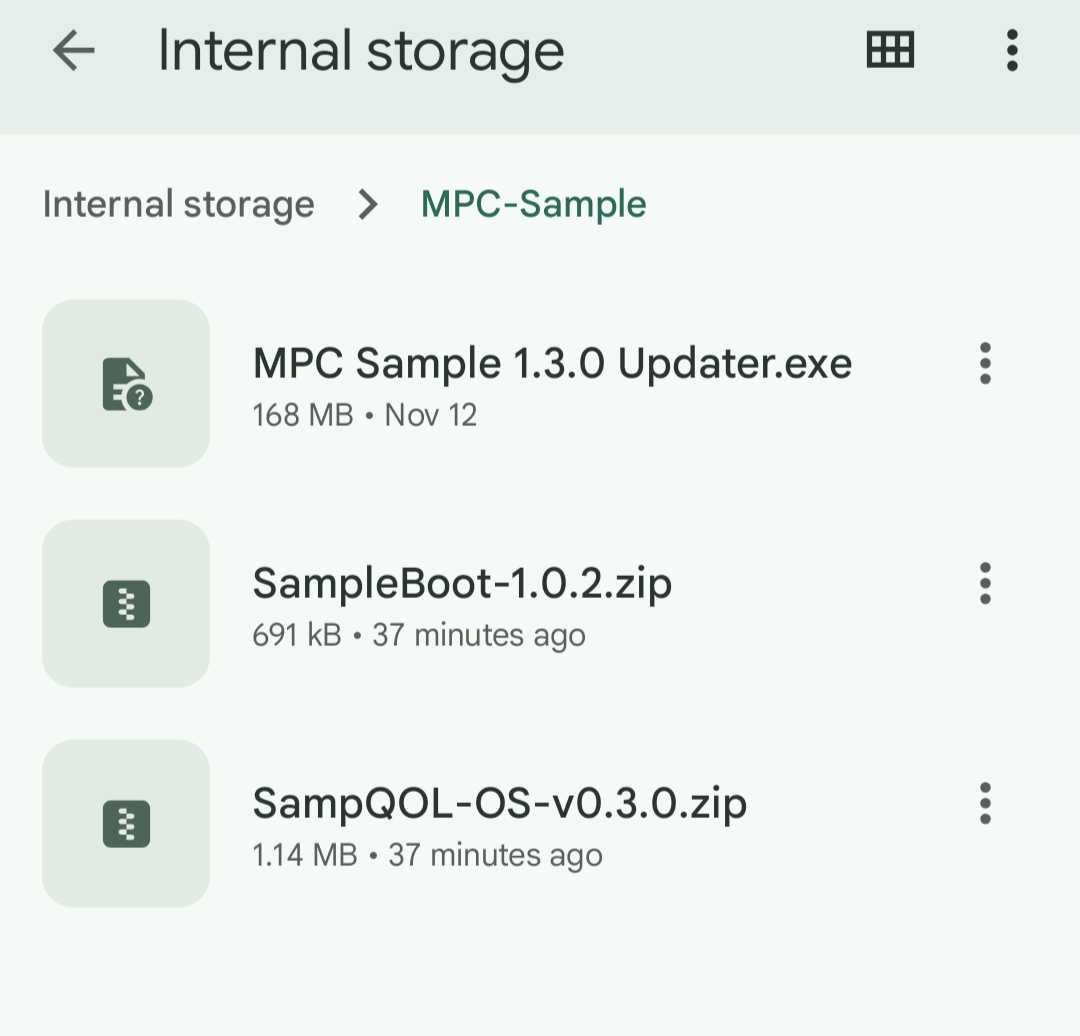 Internal storage
Internal storage > MPC-Sample
MPC Sample 1.3.0 Updater.exe
168 MB • Nov 12
SampleBoot-1.0.2.zip
691 kB • 37 minutes ago
SampQOL-OS-v0.3.0.zip
1.14 MB • 37 minutes ago